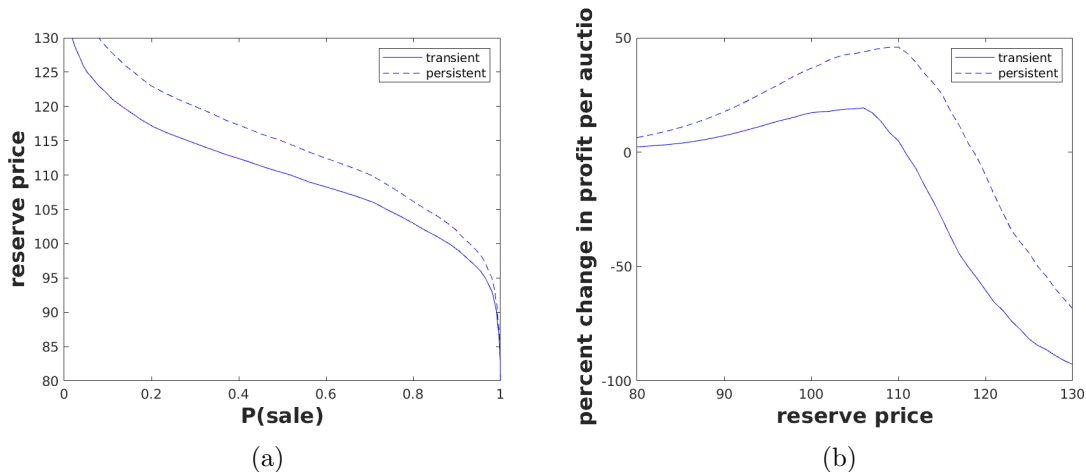 130
125
120
115
110
105
100
95
90
85
80
0
0.2
0.4
0.6
0.8
1
reserve price
P(sale)
transient
persistent
(a)
50
0
-50
-100
80
90
100
110
120
130
percent change in profit per auctio
reserve price
transient
persistent
(b)